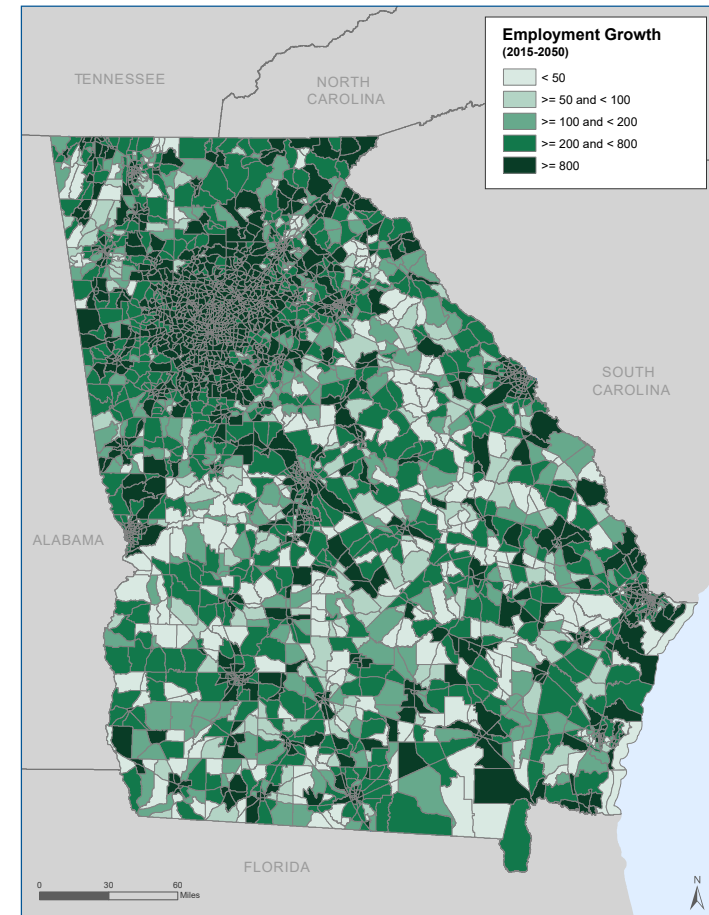 Employment Growth
(2015-2050)
< 50
>= 50 and < 100
>= 100 and < 200
>= 200 and < 800
>= 800
TENNESSEE
NORTH
CAROLINA
SOUTH
CAROLINA
ALABAMA
FLORIDA
0 30 60
Miles
N